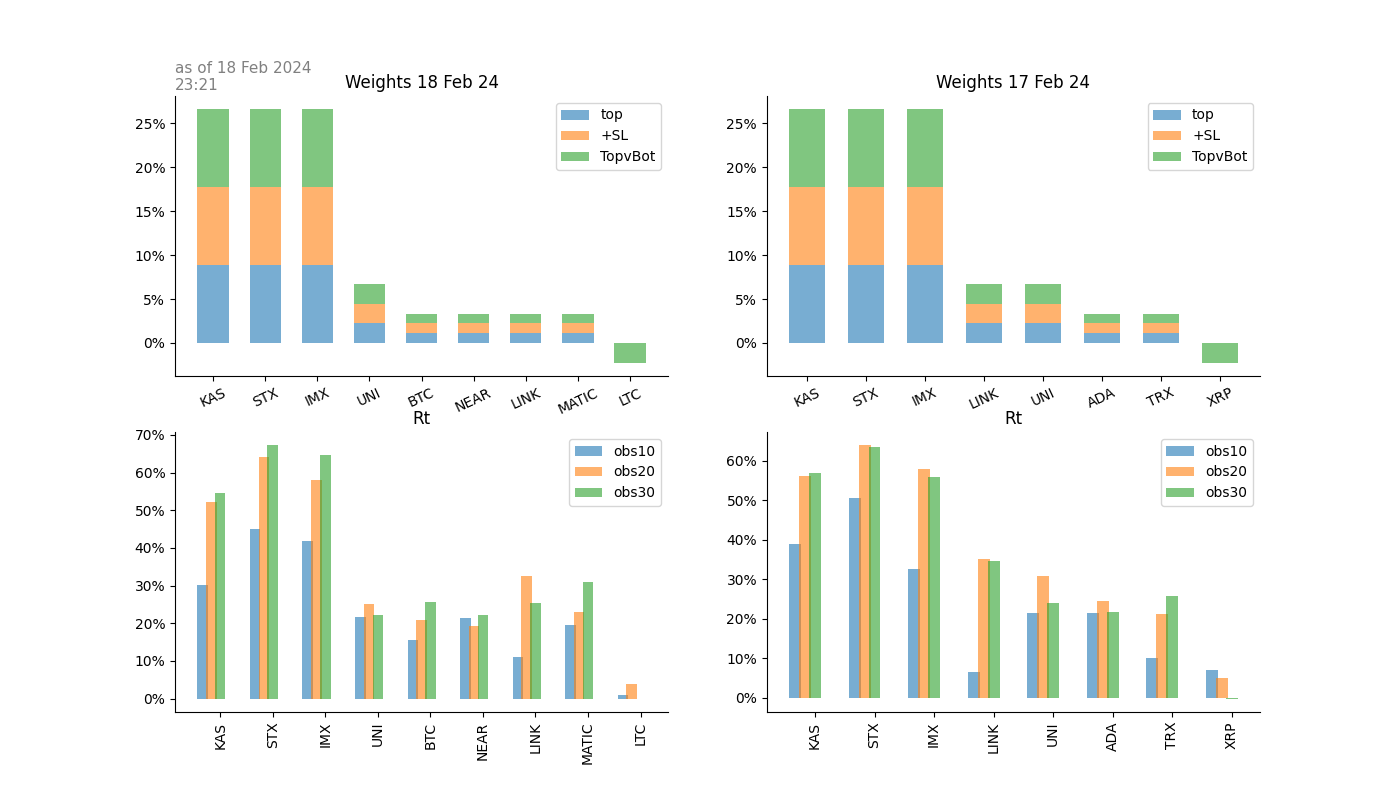 as of 18 Feb 2024
23:21
Weights 18 Feb 24
25%
20%
15%
10%
5%
0%
top
+SL
TopvBot
KAS
STX
IMX
UNI
BTC
NEAR
LINK
MATIC
LTC
Weights 17 Feb 24
25%
20%
15%
10%
5%
0%
top
+SL
TopvBot
KAS
STX
IMX
LINK
UNI
ADA
TRX
XRP
Rt
70%
60%
50%
40%
30%
20%
10%
0%
obs10
obs20
obs30
KAS
STX
IMX
UNI
BTC
NEAR
LINK
MATIC
LTC
Rt
60%
50%
40%
30%
20%
10%
0%
obs10
obs20
obs30
KAS
STX
IMX
LINK
UNI
ADA
TRX
XRP